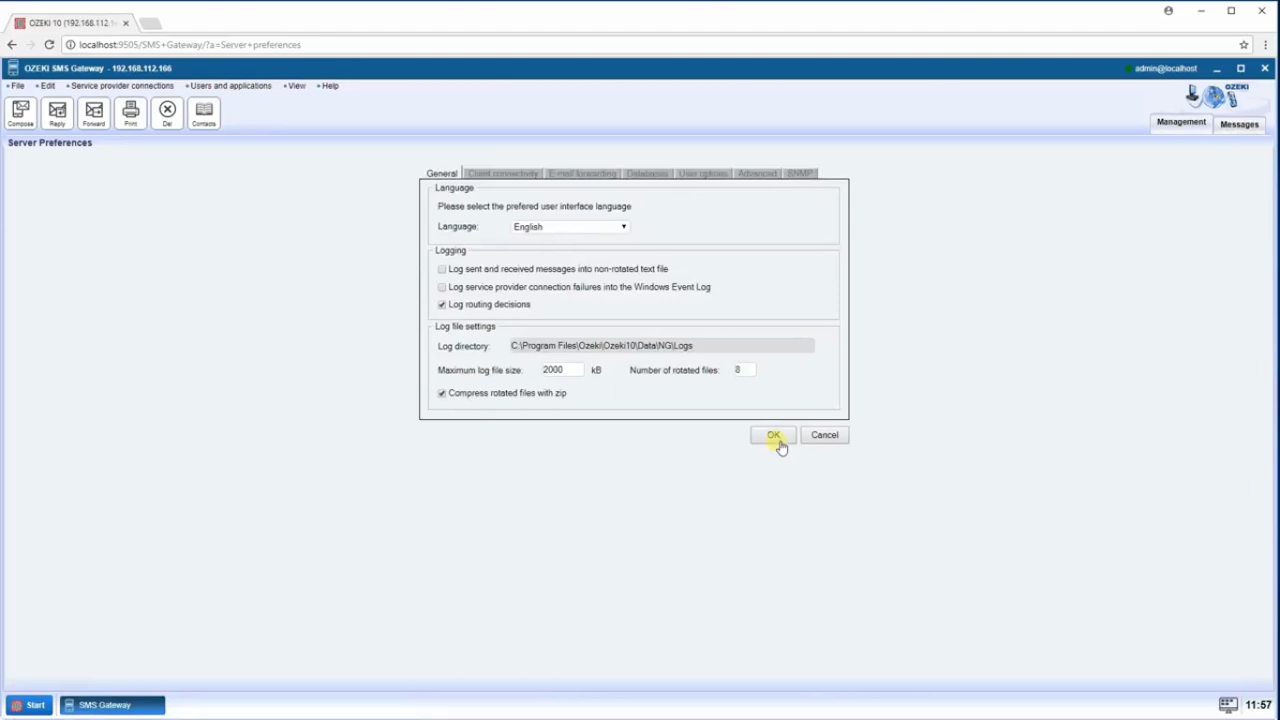 OZEKI 10 (192.168.112.1
localhost:9505/SMS+Gateway/?a=Server+preferences
OZEKI SMS Gateway - 192.168.112.166
admin@localhost
File Edit Service provider connections Users and applications View Help
OZEKI
Compose Reply Forward Print Del Contacts
Management Messages
Server Preferences
General Client connectivity E-mail forwarding Databases User options Advanced SNMP
Language
Please select the prefered user interface language
Language: English
Logging
Log sent and received messages into non-rotated text file
Log service provider connection failures into the Windows Event Log
Log routing decisions
Log file settings
Log directory: C:\Program Files\Ozeki\Ozeki10\Data\NG\Logs
Maximum log file size: 2000 kB Number of rotated files: 8
Compress rotated files with zip
OK Cancel
Start SMS Gateway 11:57